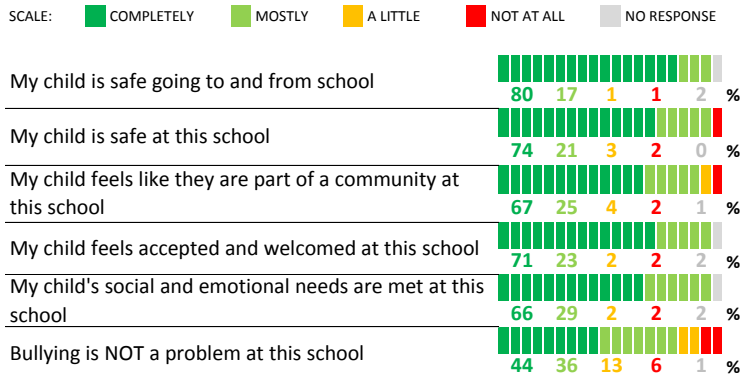 SCALE: COMPLETELY MOSTLY A LITTLE NOT AT ALL NO RESPONSE
My child is safe going to and from school
80 17 1 1 2 %
My child is safe at this school
74 21 3 2 0 %
My child feels like they are part of a community at
this school
67 25 4 2 1 %
My child feels accepted and welcomed at this school
71 23 2 2 2 %
My child's social and emotional needs are met at this
school
66 29 2 2 2 %
Bullying is NOT a problem at this school
44 36 13 6 1 %